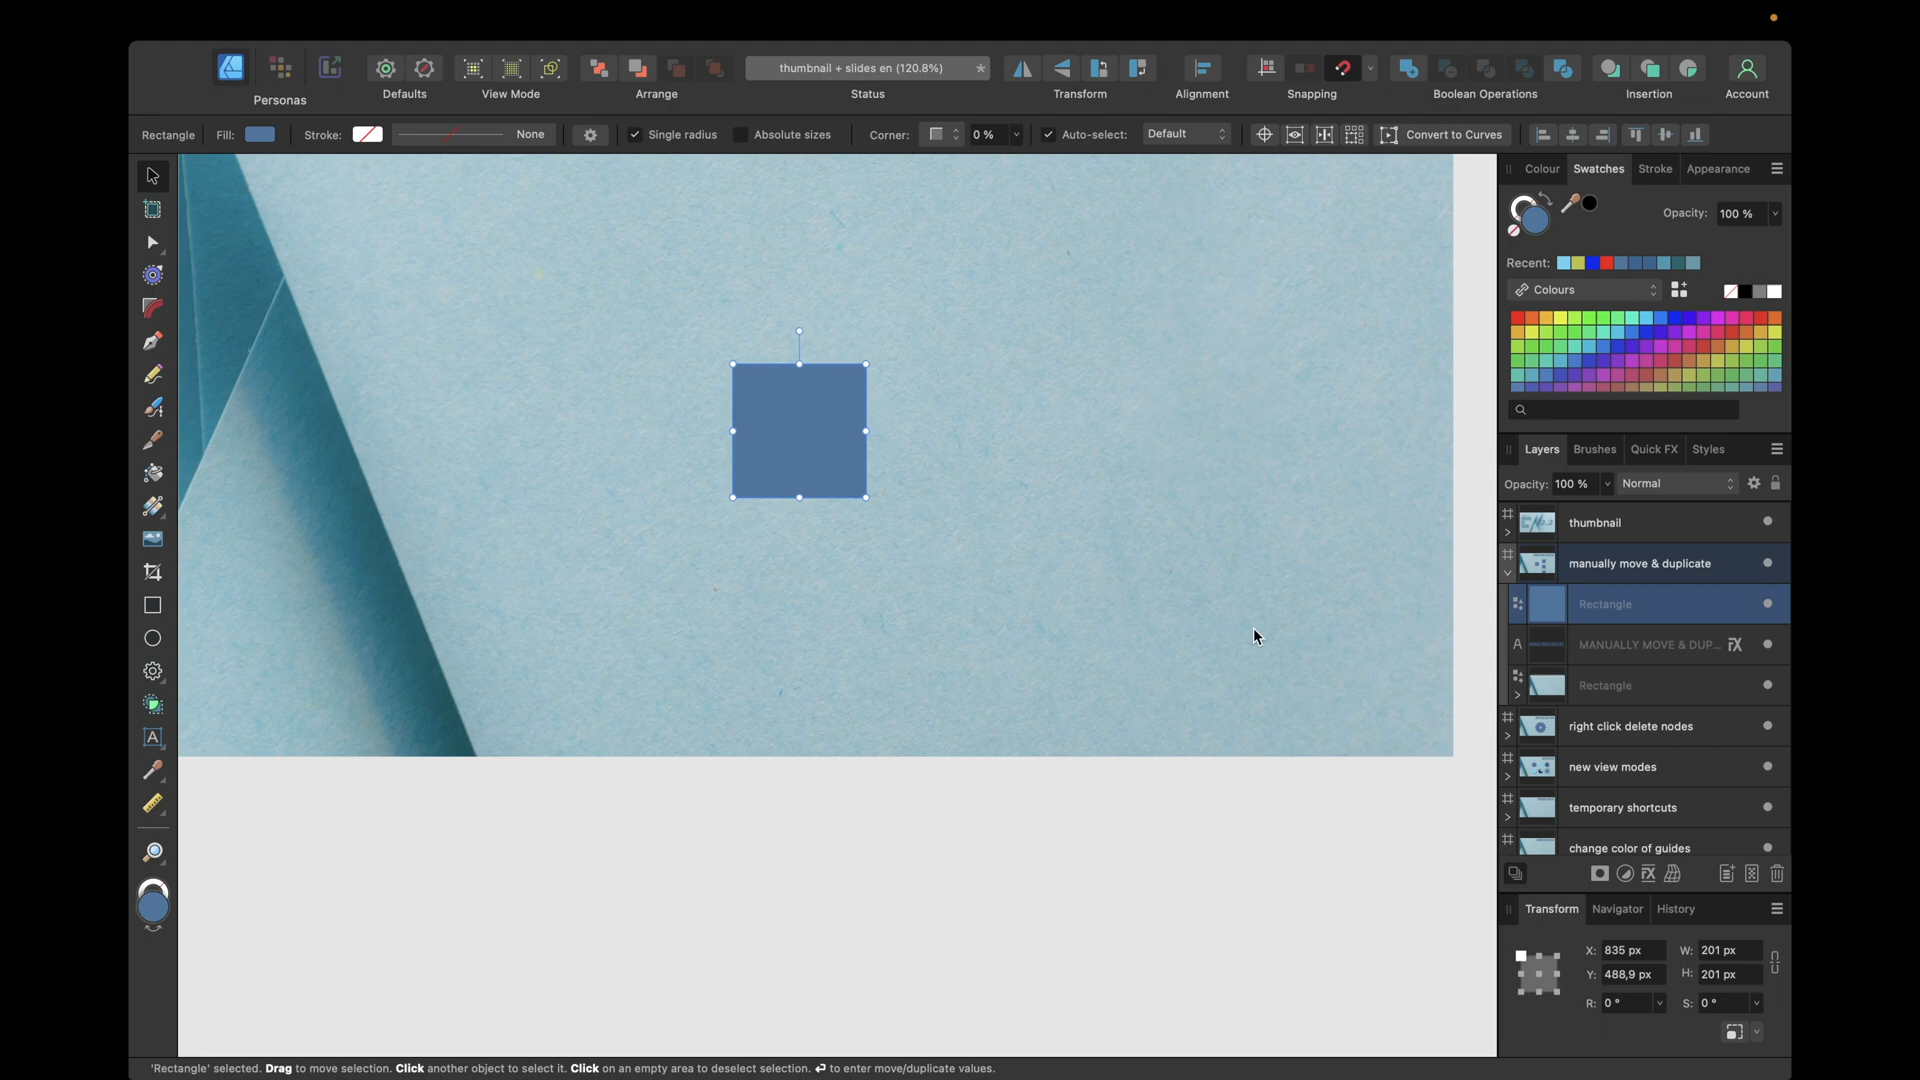 thumbnail + slides en (120.8%) *
Personas
Defaults
View Mode
Arrange
Status
Transform
Alignment
Snapping
Boolean Operations
Insertion
Account
Rectangle
Fill:
Stroke:
None
Single radius
Absolute sizes
Corner:
0 %
Auto-select:
Default
Convert to Curves
Colour
Swatches
Stroke
Appearance
Opacity:
100 %
Recent:
Colours
Layers
Brushes
Quick FX
Styles
Opacity:
100 %
Normal
thumbnail
manually move & duplicate
Rectangle
A
MANUALLY MOVE & DUP...
Rectangle
right click delete nodes
new view modes
temporary shortcuts
change color of guides
Transform
Navigator
History
X: 835 px
W: 201 px
Y: 488,9 px
H: 201 px
R: 0 °
S: 0 °
'Rectangle' selected. Drag to move selection. Click another object to select it. Click on an empty area to deselect selection. ↵ to enter move/duplicate values.